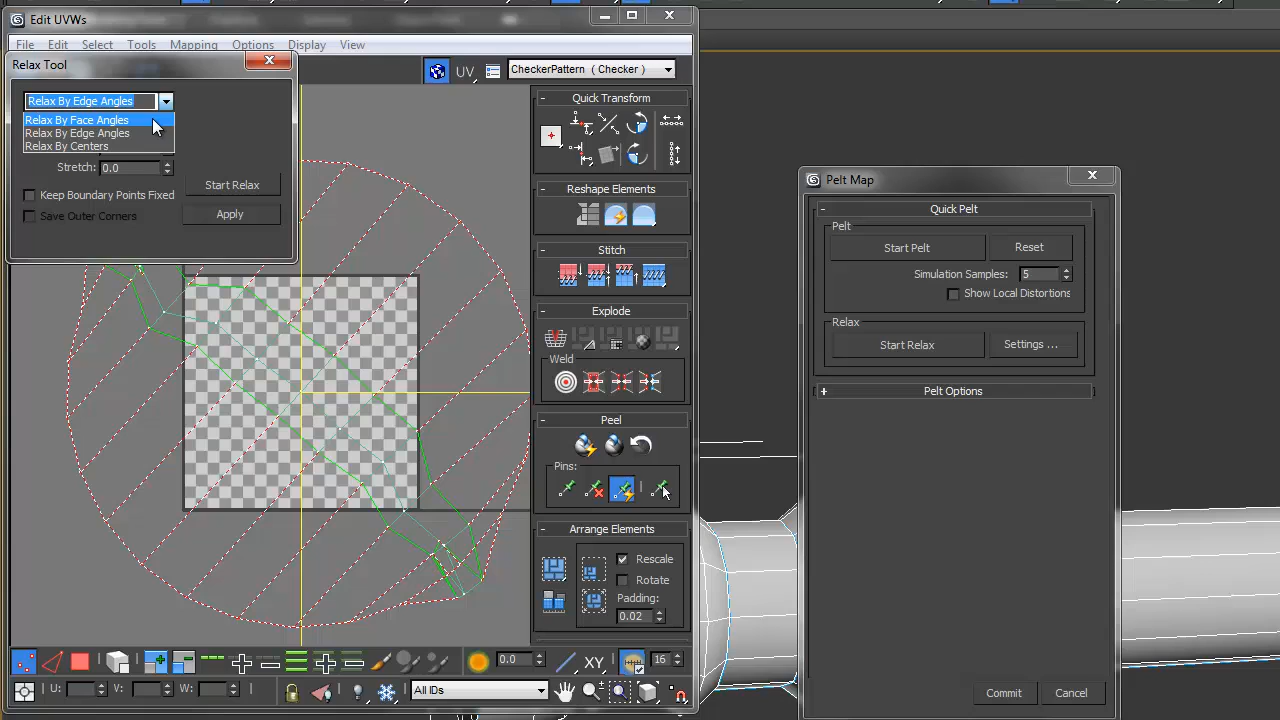 Edit UVWs
File Edit Select Tools Mapping Options Display View
Relax Tool
UV
CheckerPattern ( Checker )
Relax By Edge Angles
Relax By Face Angles
Relax By Edge Angles
Relax By Centers
Stretch: 0.0
Start Relax
Keep Boundary Points Fixed
Apply
Save Outer Corners
Quick Transform
Reshape Elements
Stitch
Explode
Weld
Peel
Pins:
Arrange Elements
Rescale
Rotate
Padding:
0.02
0.0
XY
16
U:
V:
W:
All IDs
Pelt Map
Quick Pelt
Pelt
Start Pelt
Reset
Simulation Samples: 5
Show Local Distortions
Relax
Start Relax
Settings ...
Pelt Options
Commit
Cancel